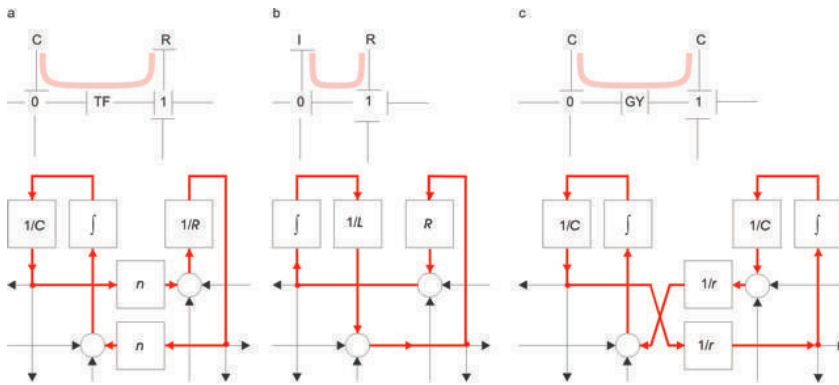 a b c
C R I R C C
0 TF 1 0 1 0 GY 1
1/C ∫ 1/R ∫ 1/L R 1/C ∫ 1/C ∫
n 1/r
n 1/r